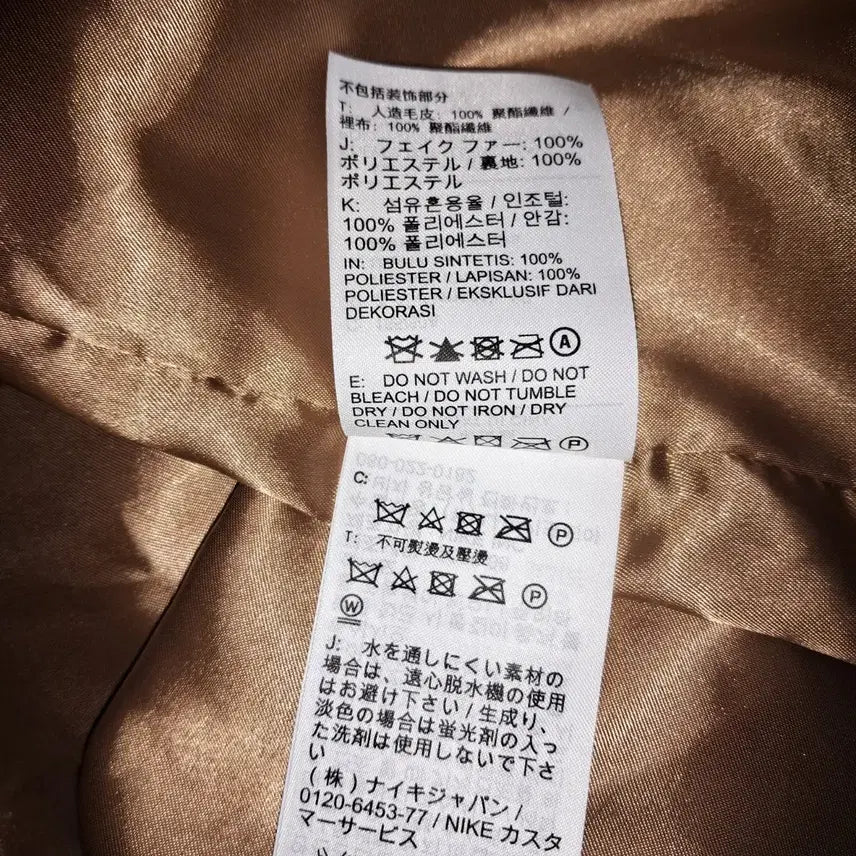 不包括裝饰部分
T: 人造毛皮: 100% 聚酯纖維 /
裡布: 100% 聚酯纖維
J: フェイクファー: 100%
ポリエステル / 裏地: 100%
ポリエステル
K: 섬유혼용율 / 인조털:
100% 폴리에스터 / 안감:
100% 폴리에스터
IN: BULU SINTETIS: 100%
POLIESTER / LAPISAN: 100%
POLIESTER / EKSKLUSIF DARI
DEKORASI
A
E: DO NOT WASH / DO NOT
BLEACH / DO NOT TUMBLE
DRY / DO NOT IRON / DRY
CLEAN ONLY
P
C:
P
T: 不可熨燙及壓燙
P
W
J: 水を通しにくい素材の
場合は、遠心脱水機の使用
はお避け下さい / 生成り、
淡色の場合は蛍光剤の入っ
た洗剤は使用しないで下さ
い
(株) ナイキジャパン /
0120-6453-77 / NIKE カスタ
マーサービス